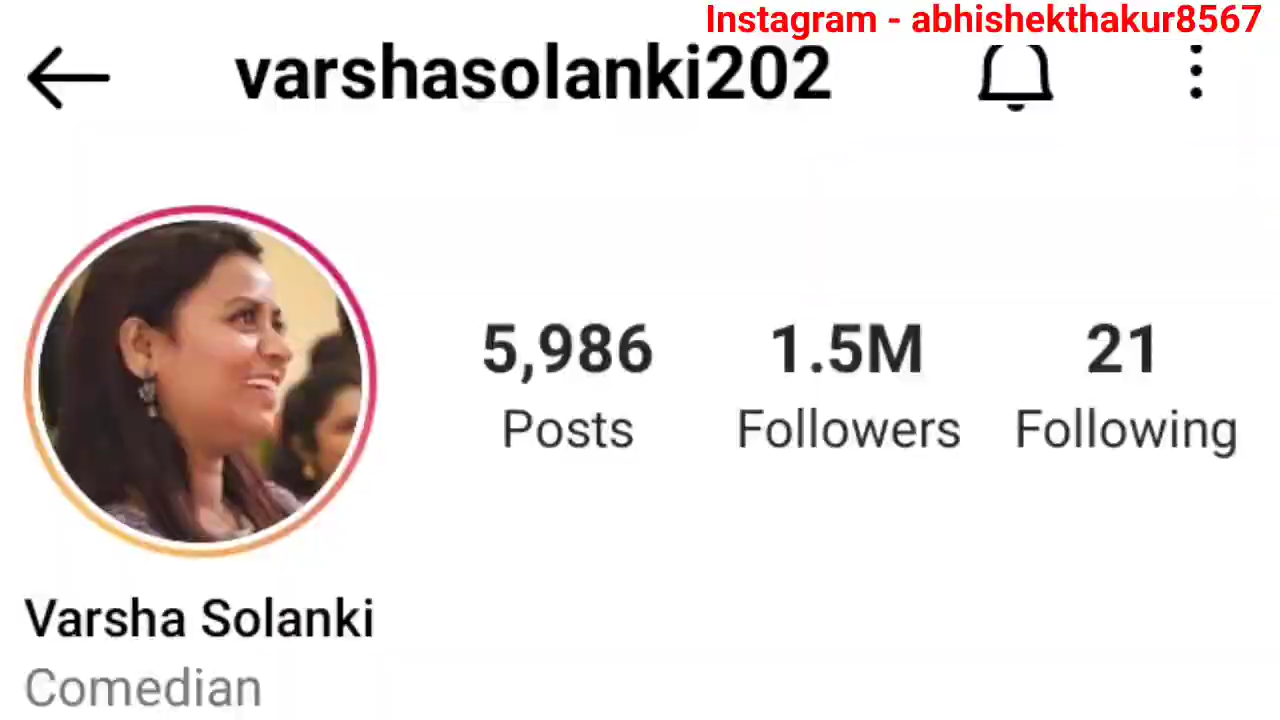 Instagram - abhishekthakur8567
varshasolanki202
5,986 1.5M 21
Posts Followers Following
Varsha Solanki
Comedian